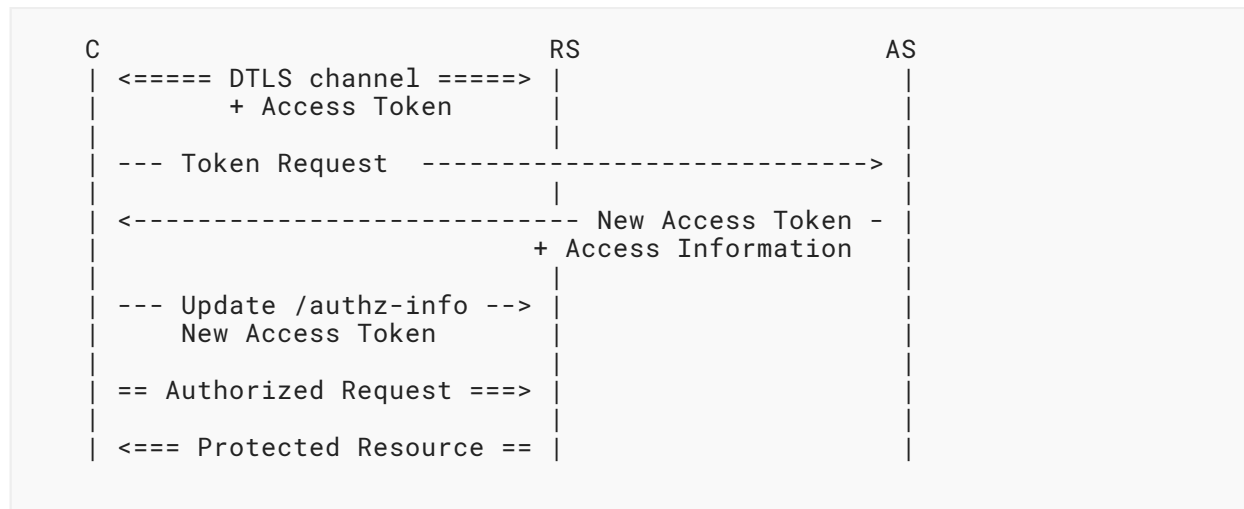 C RS AS
| <===== DTLS channel =====> | |
| + Access Token | |
| | |
| --- Token Request ----------------------------> |
| | |
| <---------------------------- New Access Token - |
| + Access Information |
| | |
| --- Update /authz-info --> | |
| New Access Token | |
| | |
| == Authorized Request ===> | |
| | |
| <=== Protected Resource == | |